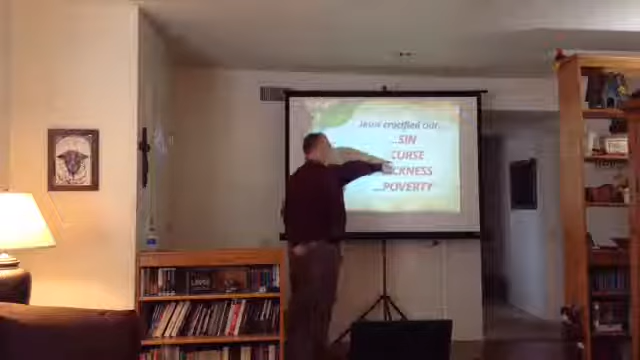 Jesus crucified our...
...SIN
CURSE
CKNESS
...POVERTY